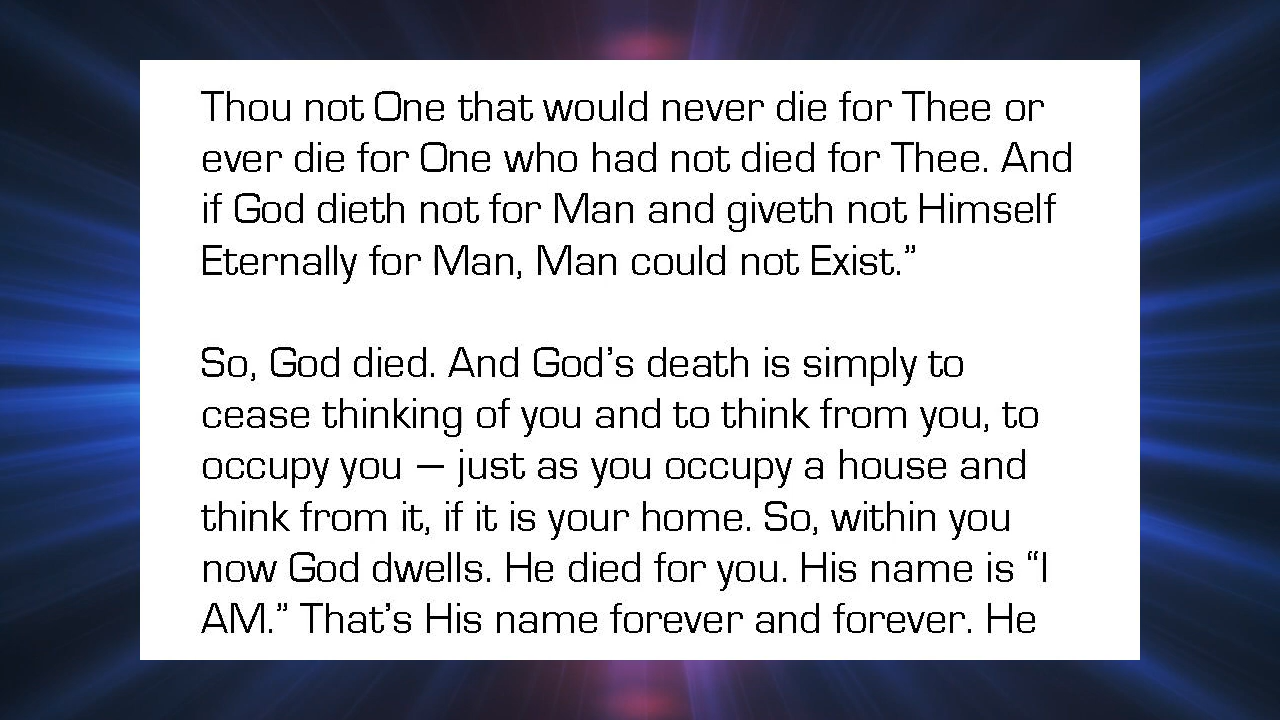 Thou not One that would never die for Thee or
ever die for One who had not died for Thee. And
if God dieth not for Man and giveth not Himself
Eternally for Man, Man could not Exist.”
So, God died. And God’s death is simply to
cease thinking of you and to think from you, to
occupy you — just as you occupy a house and
think from it, if it is your home. So, within you
now God dwells. He died for you. His name is “I
AM.” That’s His name forever and forever. He